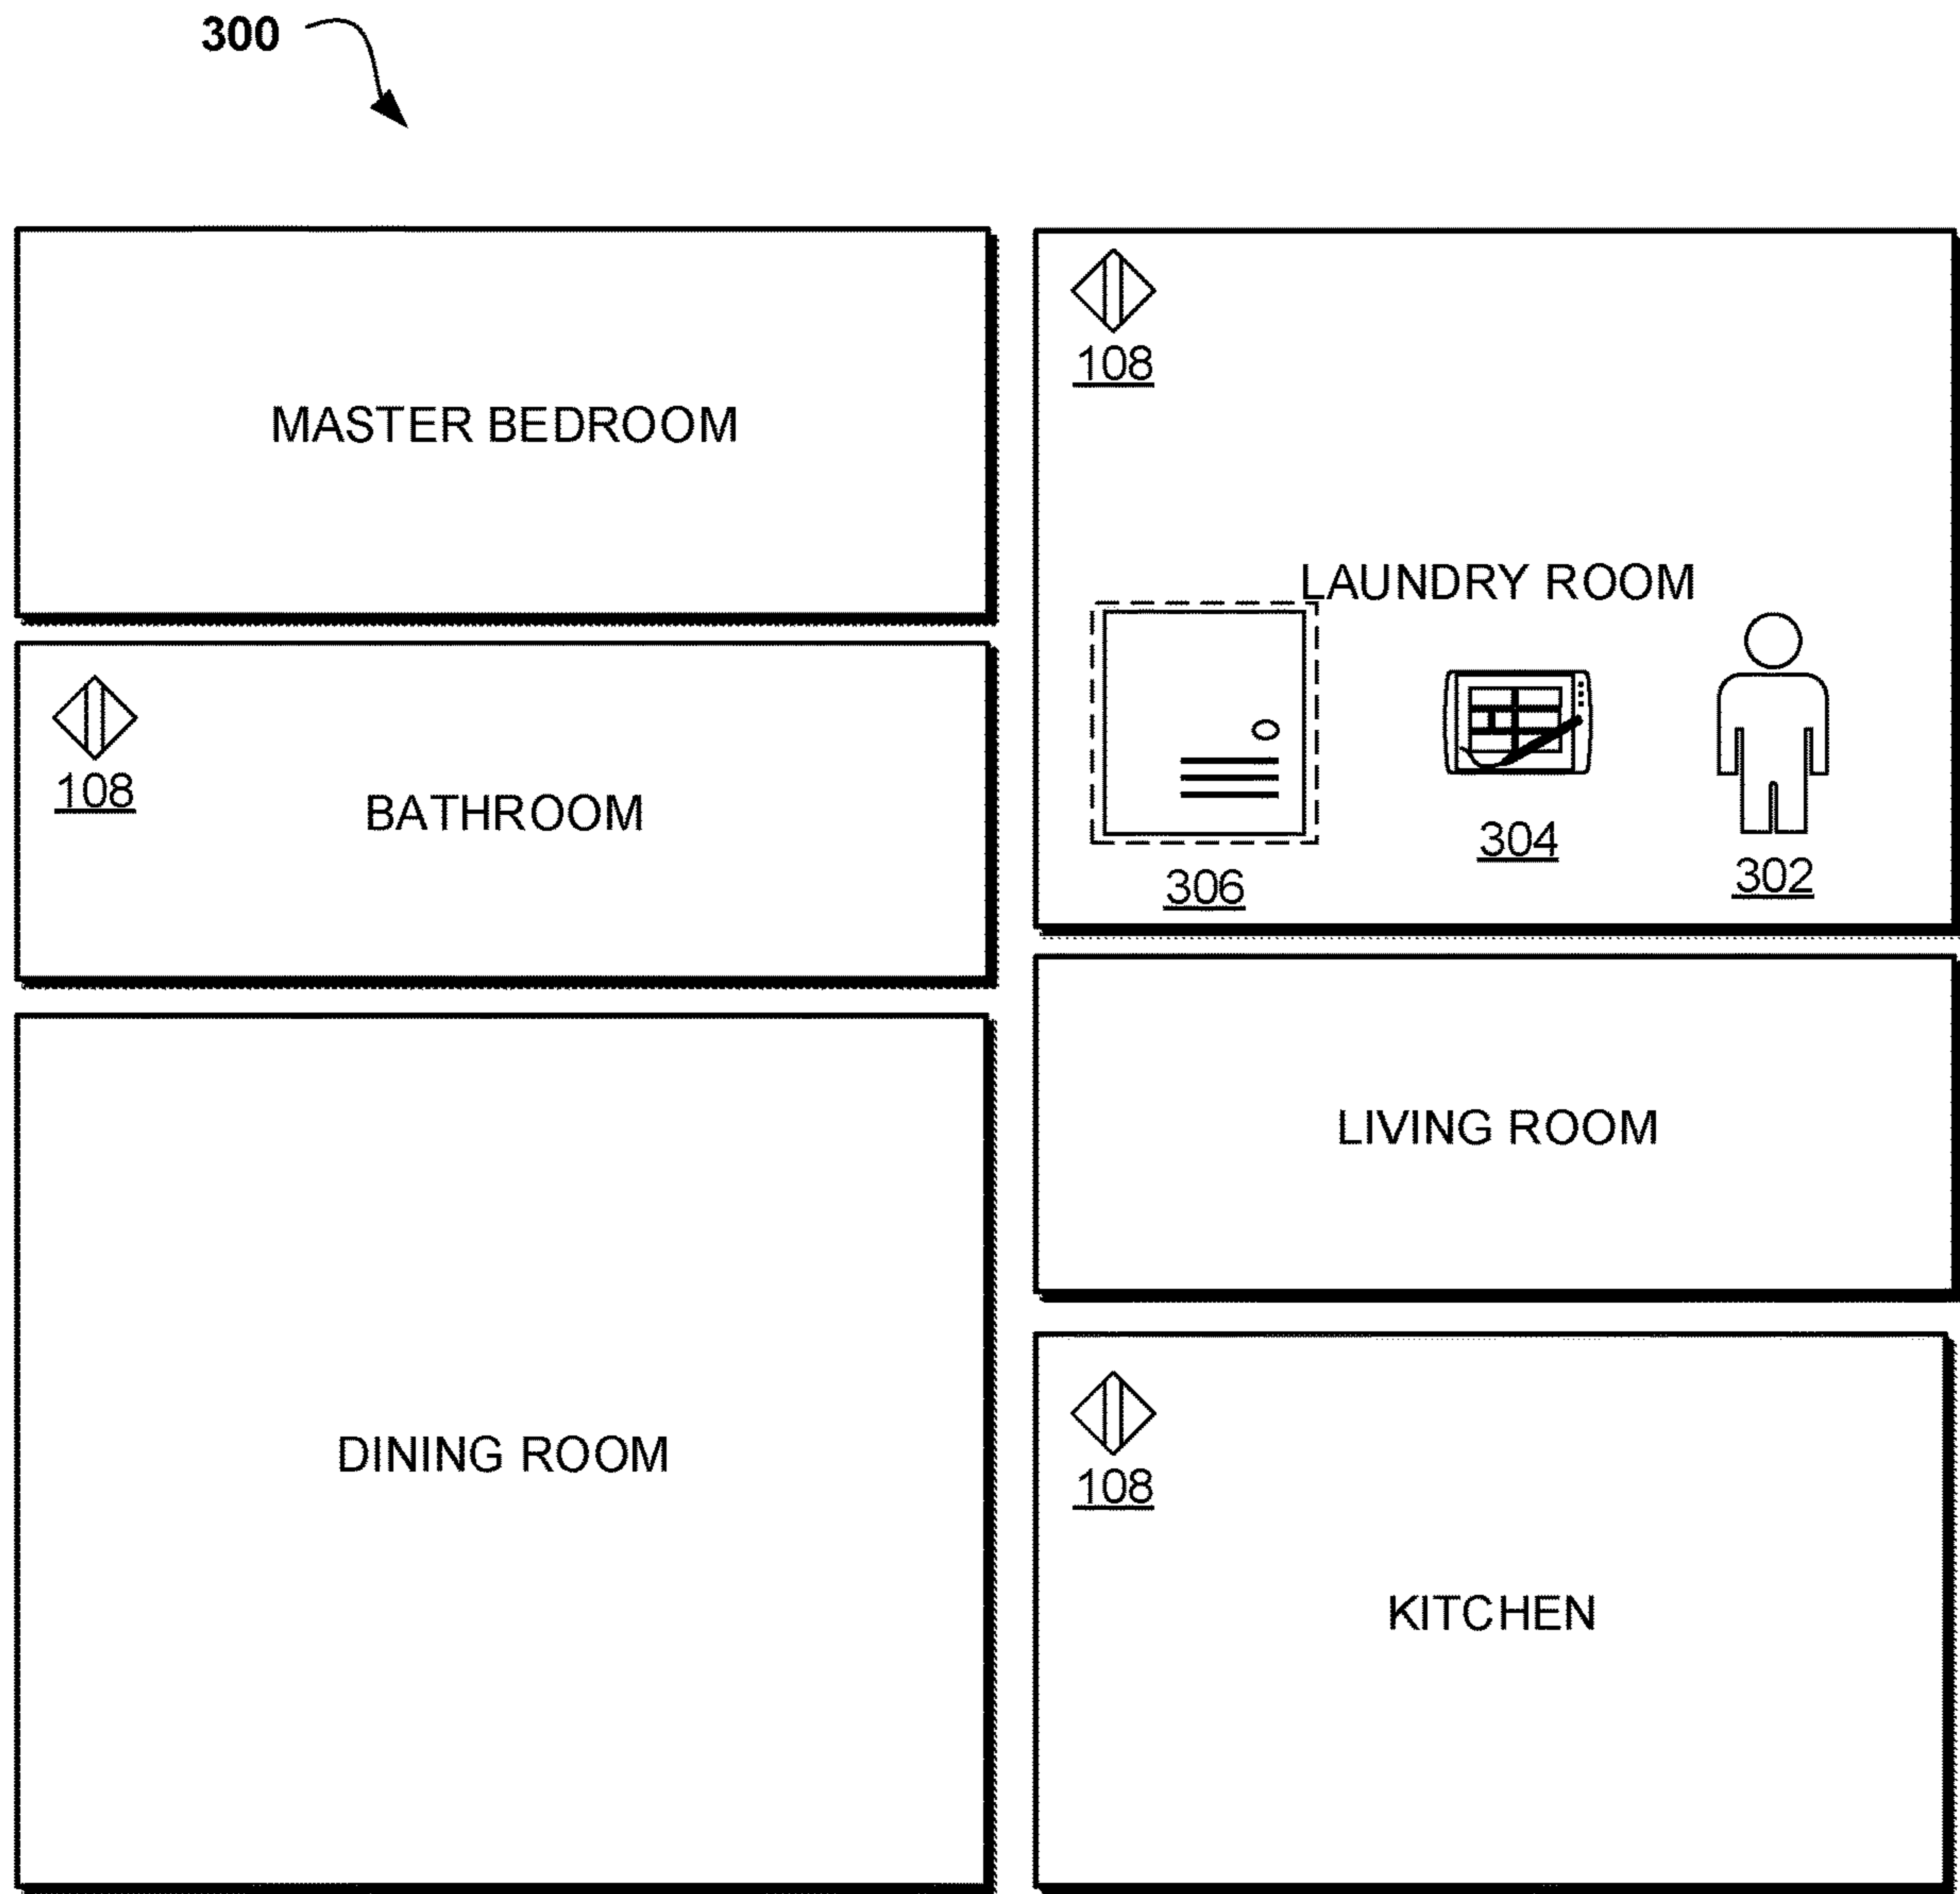 300
MASTER BEDROOM
108
BATHROOM
DINING ROOM
108
LAUNDRY ROOM
306
304
302
LIVING ROOM
108
KITCHEN